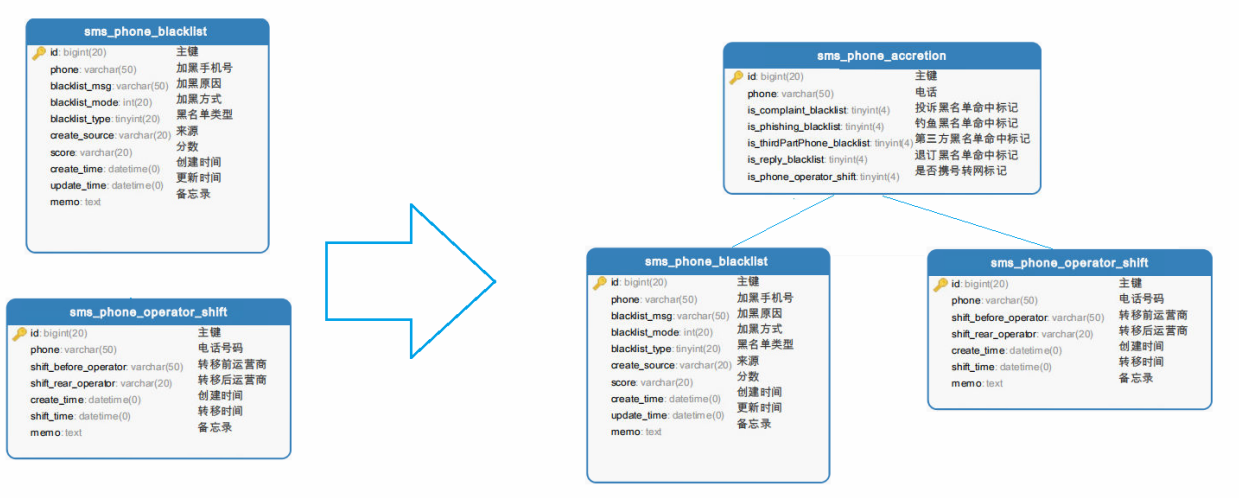 sms_phone_blacklist
id: bigint(20) 主键
phone: varchar(50) 加黑手机号
blacklist_msg: varchar(50) 加黑原因
blacklist_mode: int(20) 加黑方式
blacklist_type: tinyint(20) 黑名单类型
create_source: varchar(20) 来源
score: varchar(20) 分数
create_time: datetime(0) 创建时间
update_time: datetime(0) 更新时间
memo: text 备忘录
sms_phone_operator_shift
id: bigint(20) 主键
phone: varchar(50) 电话号码
shift_before_operator: varchar(50) 转移前运营商
shift_rear_operator: varchar(20) 转移后运营商
create_time: datetime(0) 创建时间
shift_time: datetime(0) 转移时间
memo: text 备忘录
sms_phone_accretion
id: bigint(20) 主键
phone: varchar(50) 电话
is_complaint_blacklist: tinyint(4) 投诉黑名单命中标记
is_phishing_blacklist: tinyint(4) 钓鱼黑名单命中标记
is_thirdPartPhone_blacklist: tinyint(4) 第三方黑名单命中标记
is_reply_blacklist: tinyint(4) 退订黑名单命中标记
is_phone_operator_shift: tinyint(4) 是否携号转网标记
sms_phone_blacklist
id: bigint(20) 主键
phone: varchar(50) 加黑手机号
blacklist_msg: varchar(50) 加黑原因
blacklist_mode: int(20) 加黑方式
blacklist_type: tinyint(20) 黑名单类型
create_source: varchar(20) 来源
score: varchar(20) 分数
create_time: datetime(0) 创建时间
update_time: datetime(0) 更新时间
memo: text 备忘录
sms_phone_operator_shift
id: bigint(20) 主键
phone: varchar(50) 电话号码
shift_before_operator: varchar(50) 转移前运营商
shift_rear_operator: varchar(20) 转移后运营商
create_time: datetime(0) 创建时间
shift_time: datetime(0) 转移时间
memo: text 备忘录